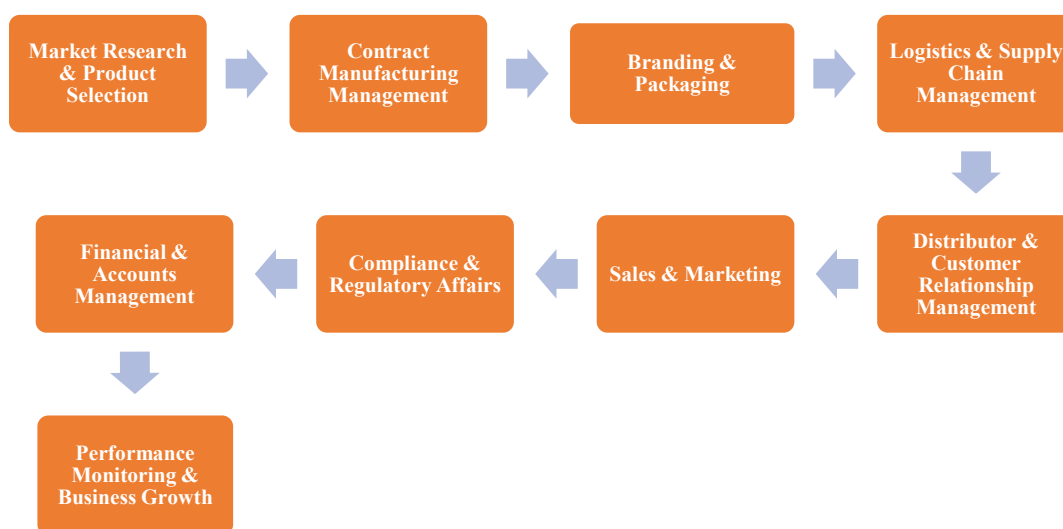 Market Research
& Product
Selection
Contract
Manufacturing
Management
Branding &
Packaging
Logistics & Supply
Chain
Management
Distributor &
Customer
Relationship
Management
Sales & Marketing
Compliance &
Regulatory Affairs
Financial &
Accounts
Management
Performance
Monitoring &
Business Growth